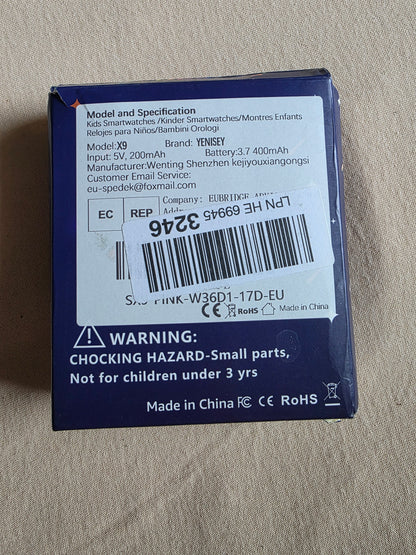 Model and Specification
Kids Smartwatches /Kinder Smartwatches/Montres Enfants
Relojes para Niños/Bambini Orologi
Model:X9 Brand: YENISEY
Input: 5V, 200mAh Battery:3.7 400mAh
Manufacturer:Wenting Shenzhen kejiyouxiangongsi
Customer Email Service:
eu-spedek@foxmail.com
EC REP
Company: EUBRIDGE
LPN HE 69945 3246
PINK-W36D1-17D-EU
CE RoHS Made in China
WARNING:
CHOCKING HAZARD-Small parts,
Not for children under 3 yrs
Made in China FC CE RoHS